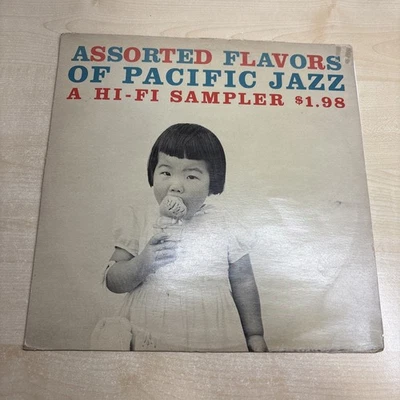 ASSORTED FLAVORS
OF PACIFIC JAZZ
A HI-FI SAMPLER $1.98